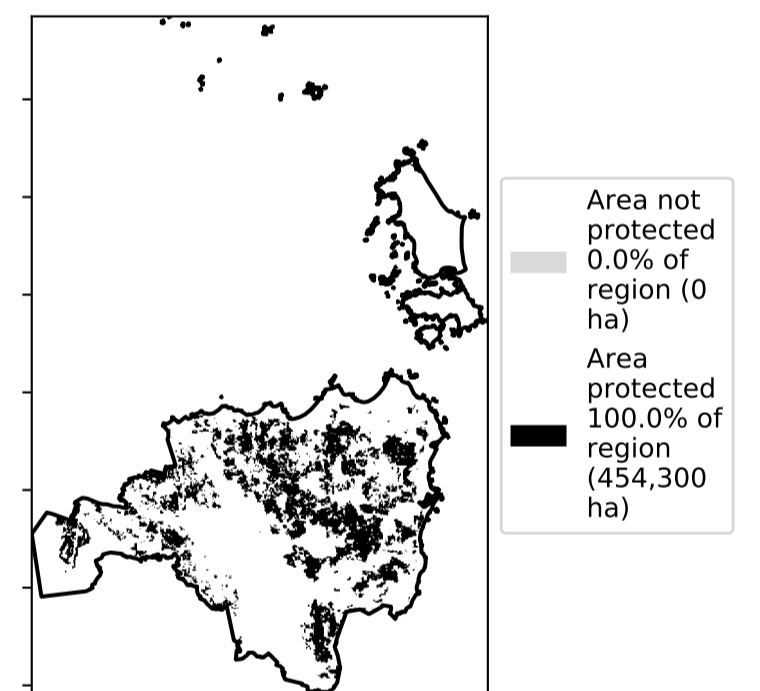 Area not
protected
0.0% of
region (0
ha)
Area
protected
100.0% of
region
(454,300
ha)